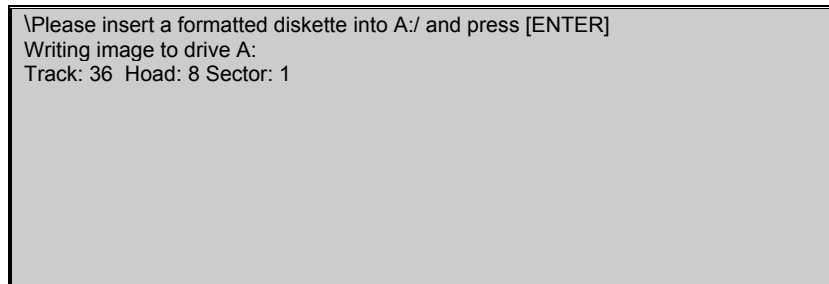 \Please insert a formatted diskette into A:/ and press [ENTER]
Writing image to drive A:
Track: 36  Hoad: 8 Sector: 1